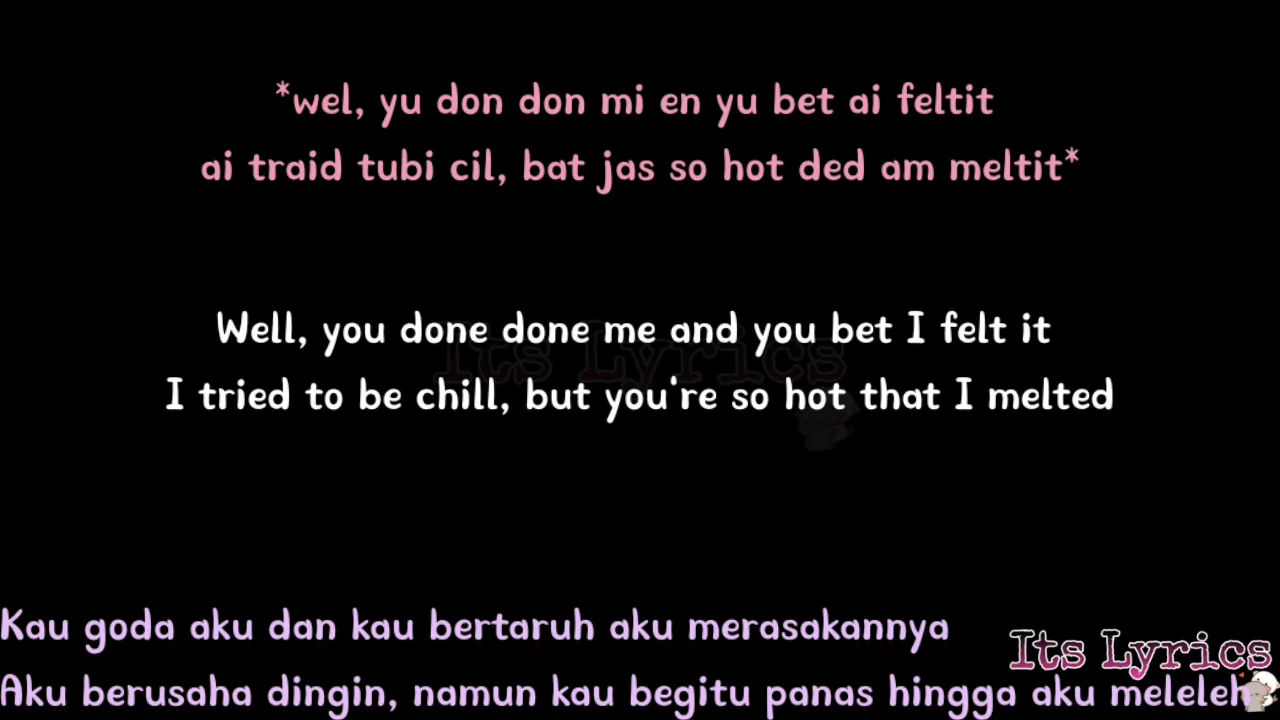 *wel, yu don don mi en yu bet ai feltit
ai traid tubi cil, bat jas so hot ded am meltit*
Well, you done done me and you bet I felt it
Its Lyrics
I tried to be chill, but you're so hot that I melted
Kau goda aku dan kau bertaruh aku merasakannya
Its Lyrics
Aku berusaha dingin, namun kau begitu panas hingga aku meleleh